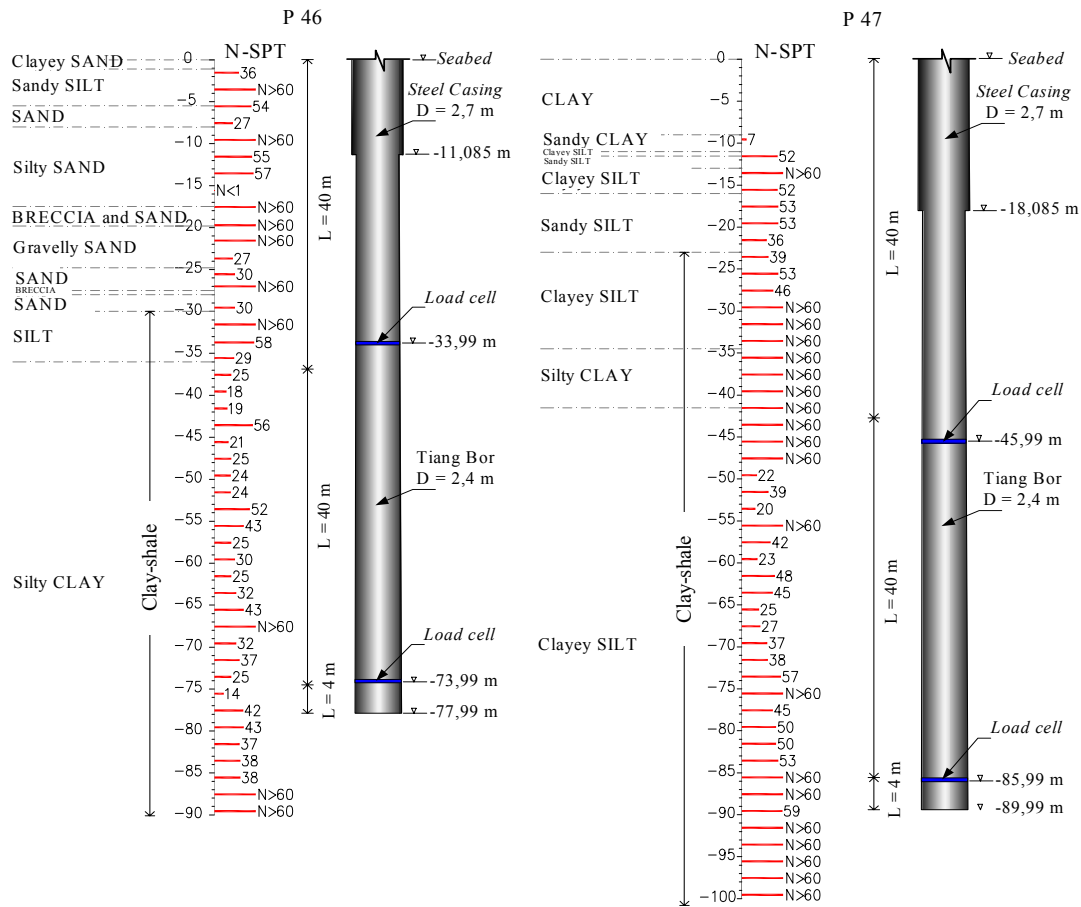 P 46
N-SPT
Clayey SAND
Sandy SILT
SAND
Silty SAND
BRECCIA and SAND
Gravelly SAND
SAND
BRECCIA
SAND
SILT
Silty CLAY
Clay-shale
0
−5
−10
−15
−20
−25
−30
−35
−40
−45
−50
−55
−60
−65
−70
−75
−80
−85
−90
36
N>60
54
27
N>60
55
57
N<1
N>60
N>60
N>60
27
30
N>60
30
N>60
58
29
25
18
19
56
21
25
24
24
52
43
25
30
25
32
43
N>60
32
37
25
14
42
43
37
38
38
N>60
N>60
L = 40 m
L = 40 m
L = 4 m
Seabed
Steel Casing
D = 2,7 m
-11,085 m
Load cell
-33,99 m
Tiang Bor
D = 2,4 m
Load cell
-73,99 m
-77,99 m
P 47
N-SPT
CLAY
Sandy CLAY
Clayey SILT
Sandy SILT
Clayey SILT
Sandy SILT
Clayey SILT
Silty CLAY
Clayey SILT
Clay-shale
0
−5
−10
−15
−20
−25
−30
−35
−40
−45
−50
−55
−60
−65
−70
−75
−80
−85
−90
−95
−100
7
52
N>60
52
53
53
36
39
53
46
N>60
N>60
N>60
N>60
N>60
N>60
N>60
N>60
N>60
N>60
22
39
20
N>60
42
23
48
45
25
27
37
38
57
N>60
45
50
50
53
N>60
N>60
59
N>60
N>60
N>60
N>60
N>60
L = 40 m
L = 40 m
L = 4 m
Seabed
Steel Casing
D = 2,7 m
-18,085 m
Load cell
-45,99 m
Tiang Bor
D = 2,4 m
Load cell
-85,99 m
-89,99 m